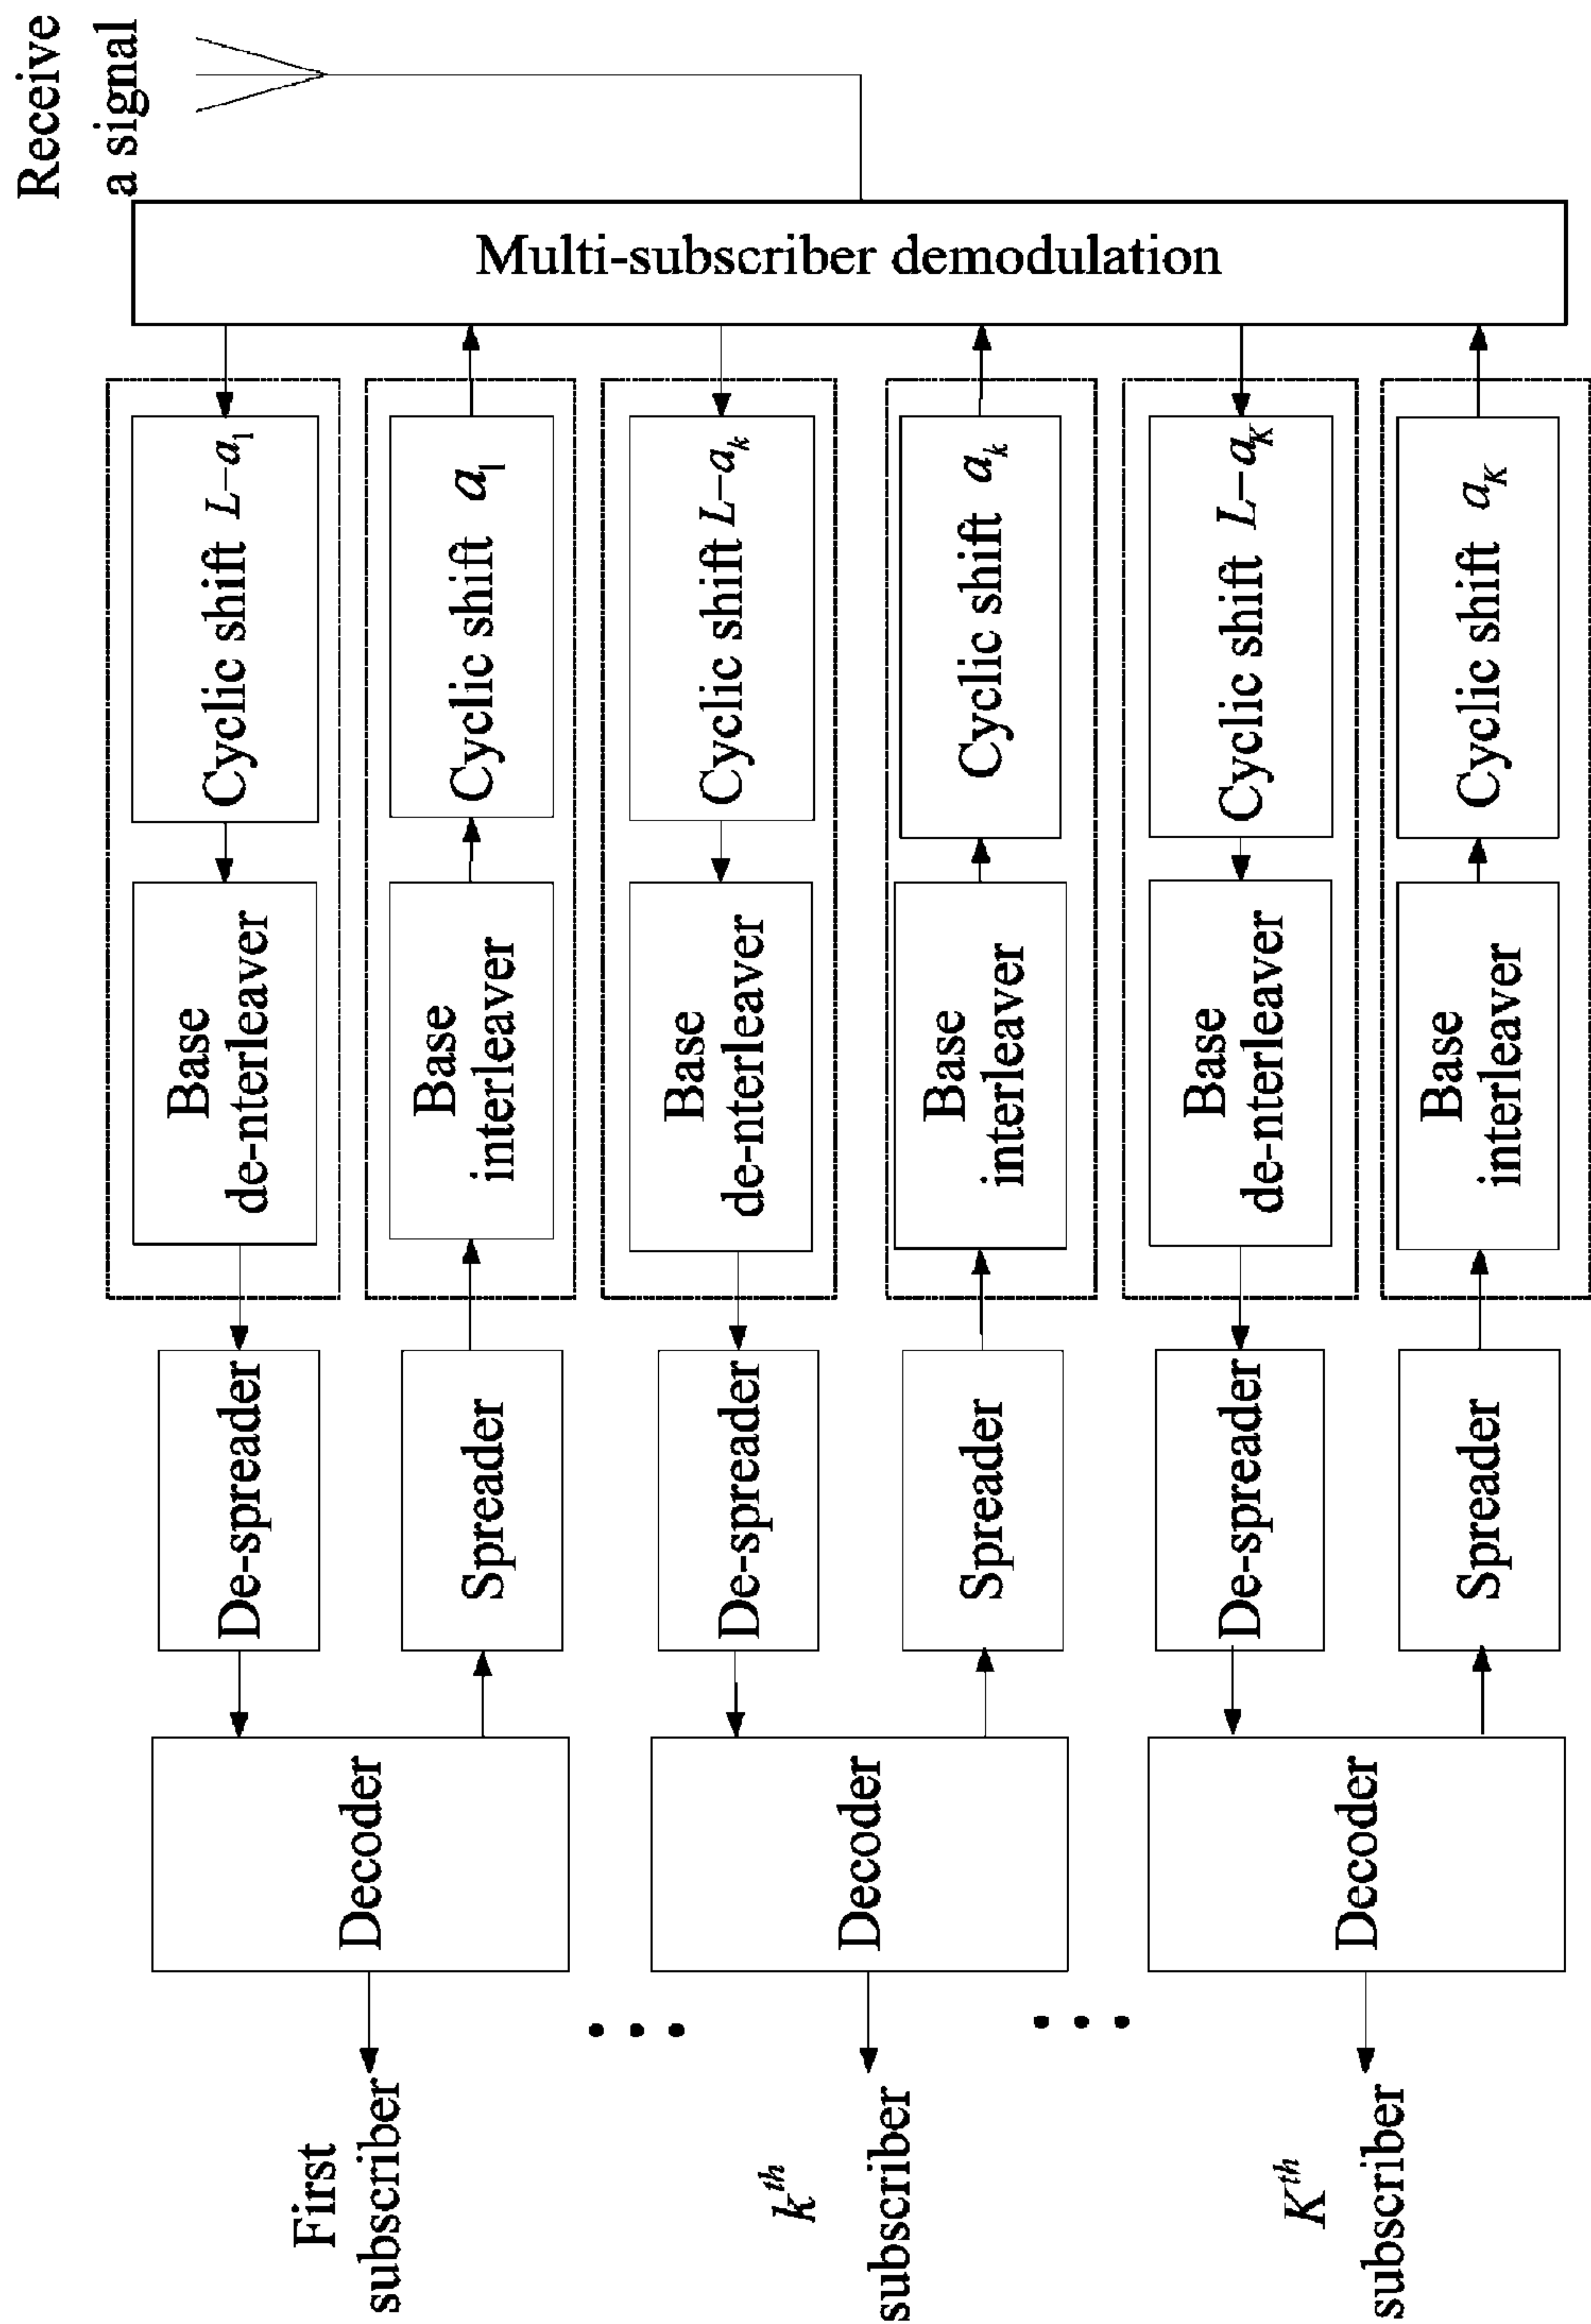 Receive
a signal
Multi-subscriber demodulation
Cyclic shift L−a₁
Base
de-nterleaver
De-spreader
Decoder
First
subscriber
Cyclic shift a₁
Base
interleaver
Spreader
Cyclic shift L−aₖ
Base
de-nterleaver
De-spreader
Decoder
kᵗʰ
subscriber
Cyclic shift aₖ
Base
interleaver
Spreader
Cyclic shift L−a_K
Base
de-nterleaver
De-spreader
Decoder
Kᵗʰ
subscriber
Cyclic shift a_K
Base
interleaver
Spreader